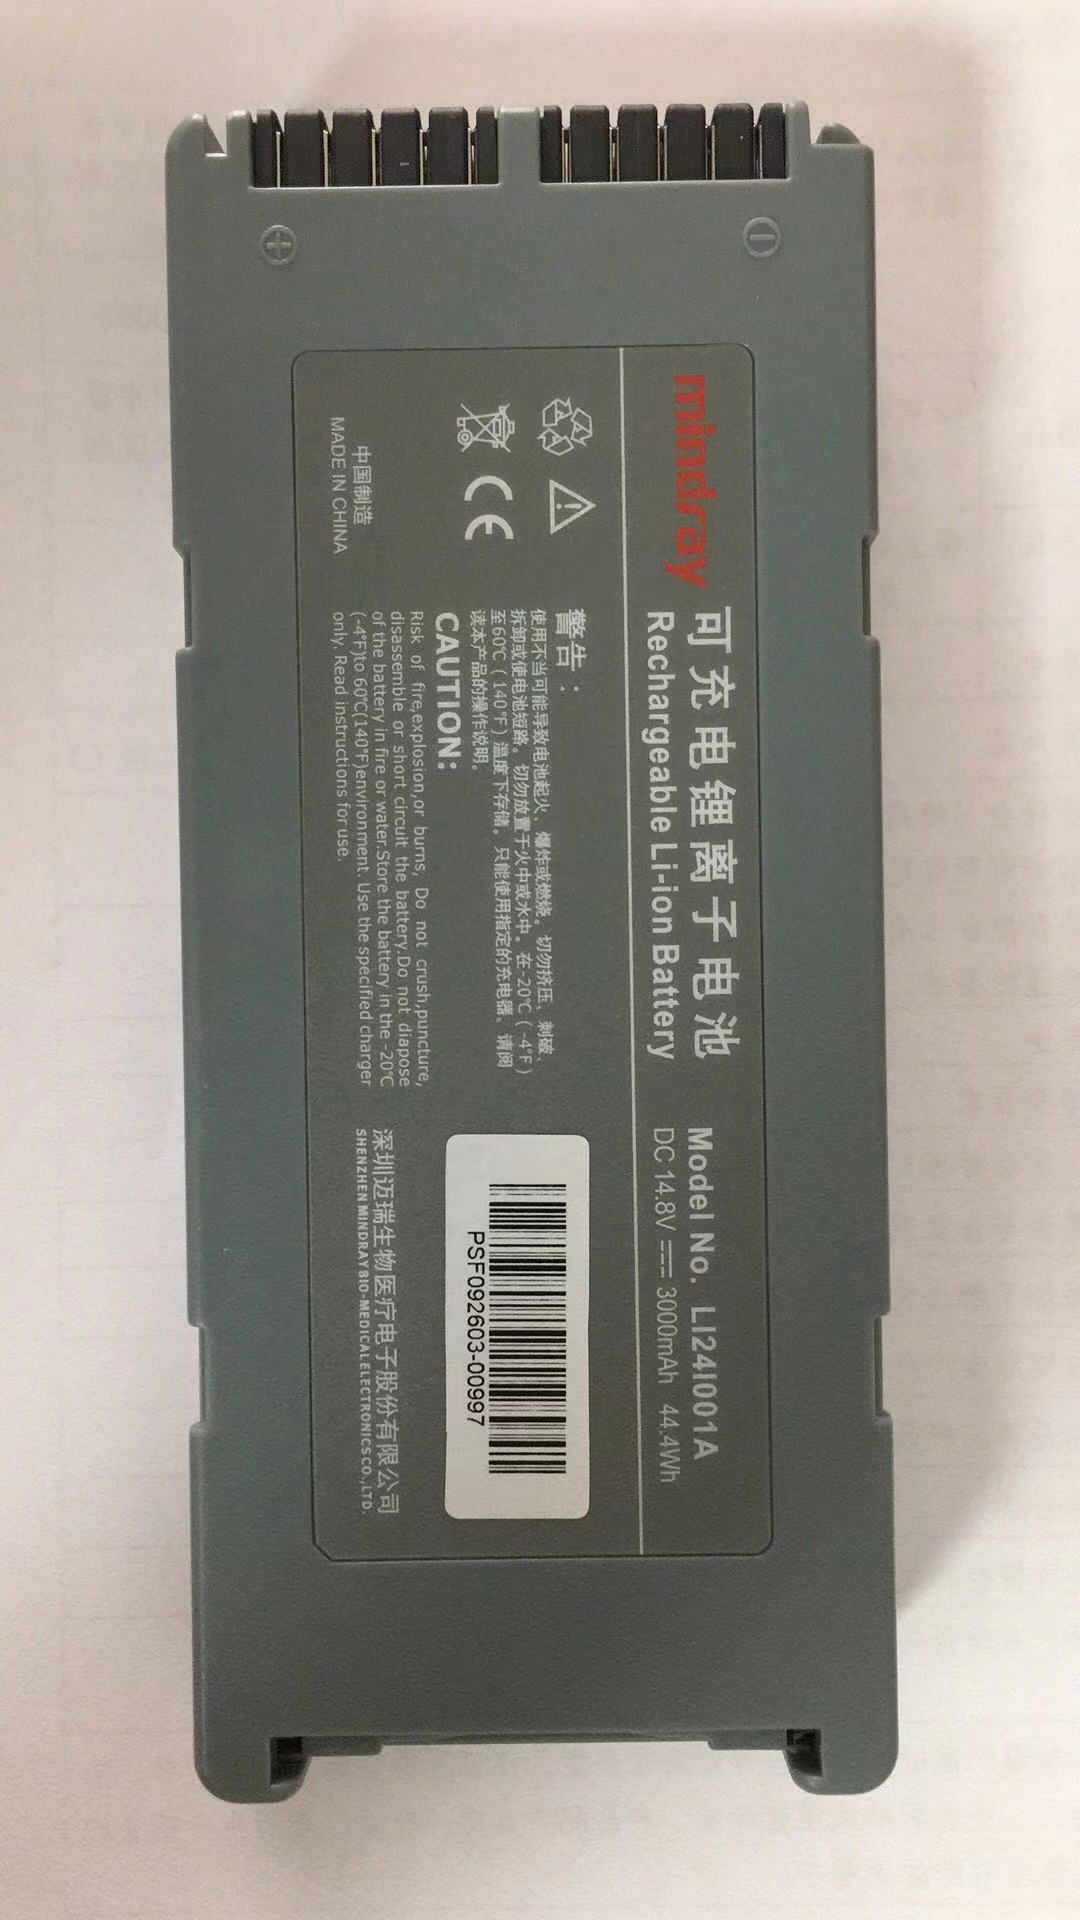 mindray
可充电锂离子电池
Rechargeable Li-ion Battery
Model No. LI24I001A
DC 14.8V ⎓ 3000mAh 44.4Wh
警告：
使用不当可能导致电池起火、爆炸或燃烧。切勿挤压、刺破、
拆卸或使电池短路。切勿放置于火中或水中。在-20℃（-4℉）
至60℃（140℉）温度下存储。只能使用指定的充电器。请阅
读本产品的操作说明。
CAUTION:
Risk of fire,explosion,or burns, Do not crush,puncture,
disassemble or short circuit the battery.Do not diapose
of the battery in fire or water.Store the battery in the -20℃
(-4℉)to 60℃(140℉)environment. Use the specified charger
only. Read instructions for use.
CE
中国制造
MADE IN CHINA
PSF092603-00997
深圳迈瑞生物医疗电子股份有限公司
SHENZHEN MINDRAY BIO-MEDICAL ELECTRONICS CO.,LTD.